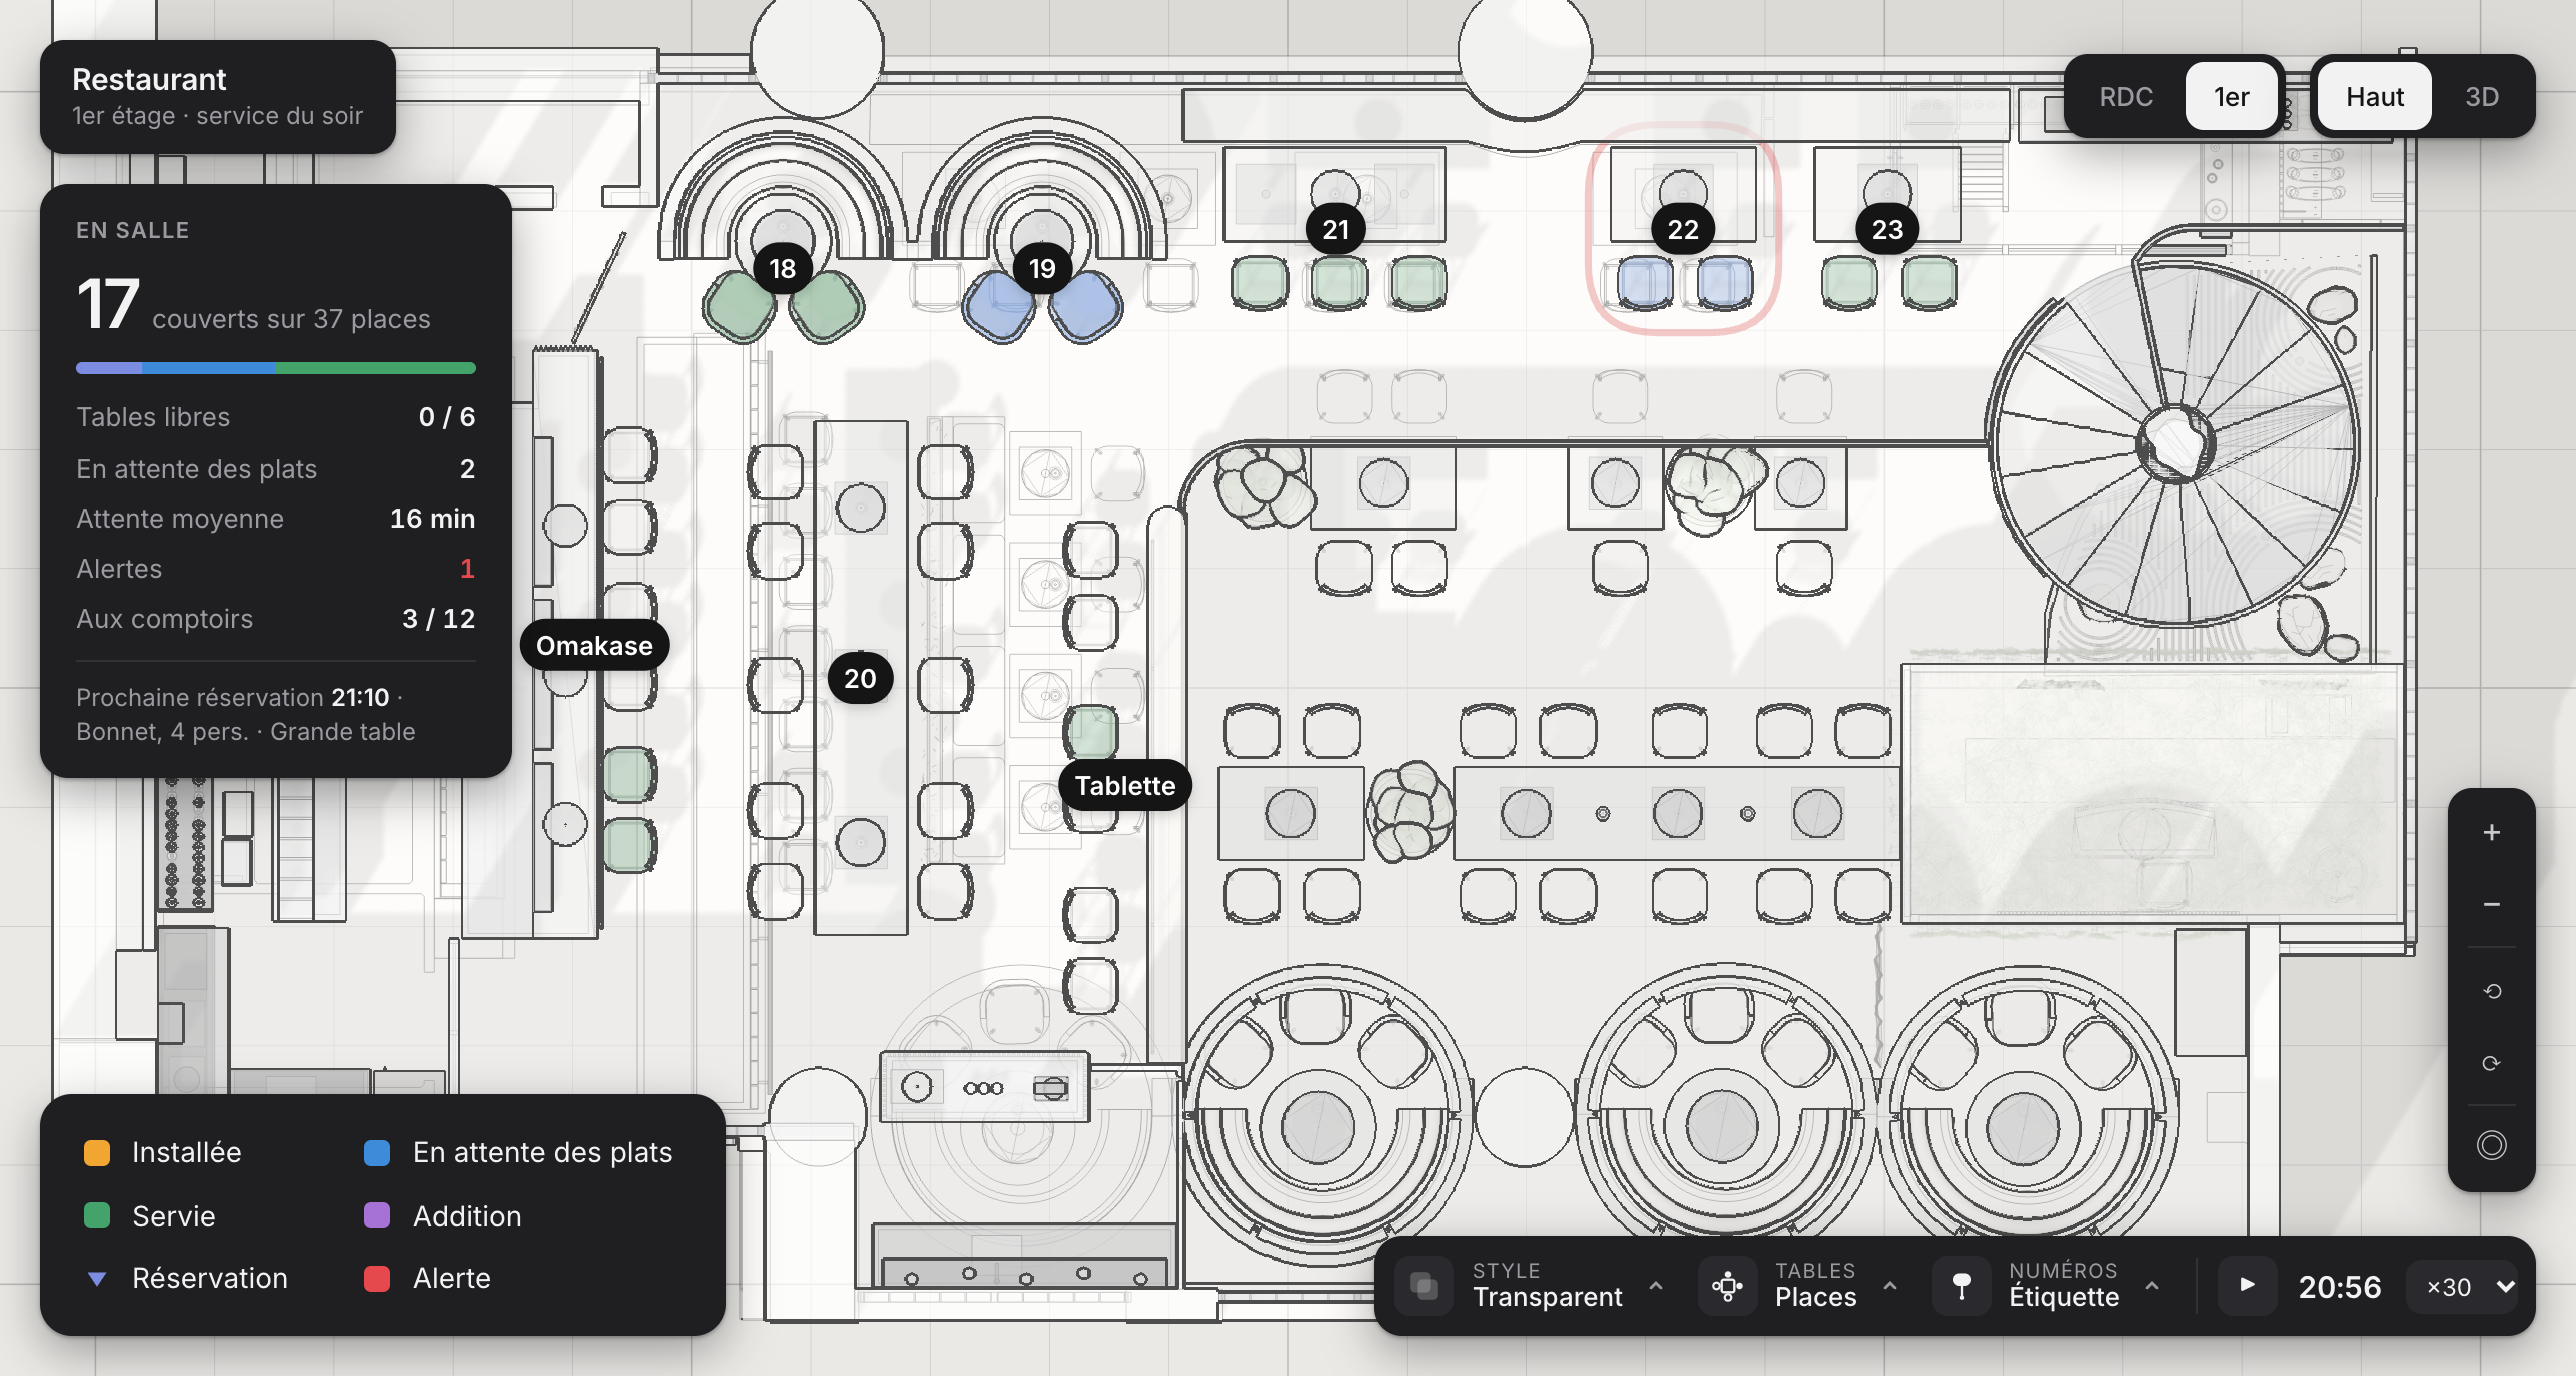 Restaurant
1er étage · service du soir
RDC
1er
Haut
3D
EN SALLE
17 couverts sur 37 places
Tables libres 0 / 6
En attente des plats 2
Attente moyenne 16 min
Alertes 1
Aux comptoirs 3 / 12
Prochaine réservation 21:10 ·
Bonnet, 4 pers. · Grande table
18
19
21
22
23
Omakase
20
Tablette
+
−
Installée
En attente des plats
Servie
Addition
Réservation
Alerte
STYLE
Transparent
TABLES
Places
NUMÉROS
Étiquette
20:56
×30